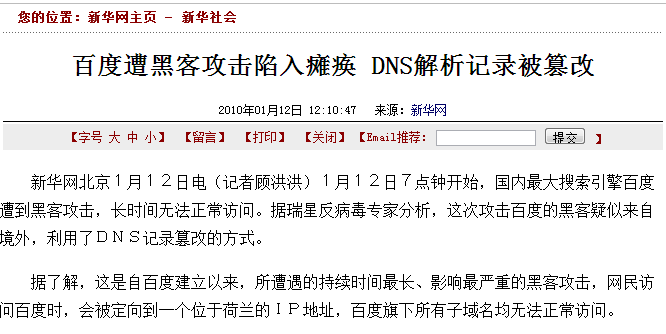 您的位置：新华网主页 - 新华社会
百度遭黑客攻击陷入瘫痪 DNS解析记录被篡改
2010年01月12日 12:10:47 来源：新华网
【字号 大 中 小】 【留言】 【打印】 【关闭】 【Email推荐： 提交 】
新华网北京１月１２日电（记者顾洪洪）１月１２日７点钟开始，国内最大搜索引擎百度
遭到黑客攻击，长时间无法正常访问。据瑞星反病毒专家分析，这次攻击百度的黑客疑似来自
境外，利用了ＤＮＳ记录篡改的方式。
据了解，这是自百度建立以来，所遭遇的持续时间最长、影响最严重的黑客攻击，网民访
问百度时，会被定向到一个位于荷兰的ＩＰ地址，百度旗下所有子域名均无法正常访问。